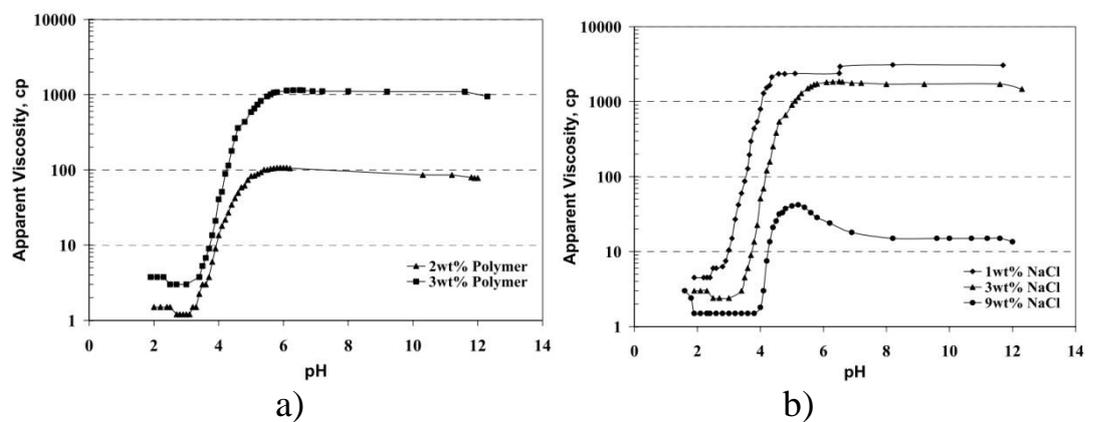 10000
1000
100
10
1
Apparent Viscosity, cp
2wt% Polymer
3wt% Polymer
0 2 4 6 8 10 12 14
pH
a)
10000
1000
100
10
1
Apparent Viscosity, cp
1wt% NaCl
3wt% NaCl
9wt% NaCl
0 2 4 6 8 10 12 14
pH
b)